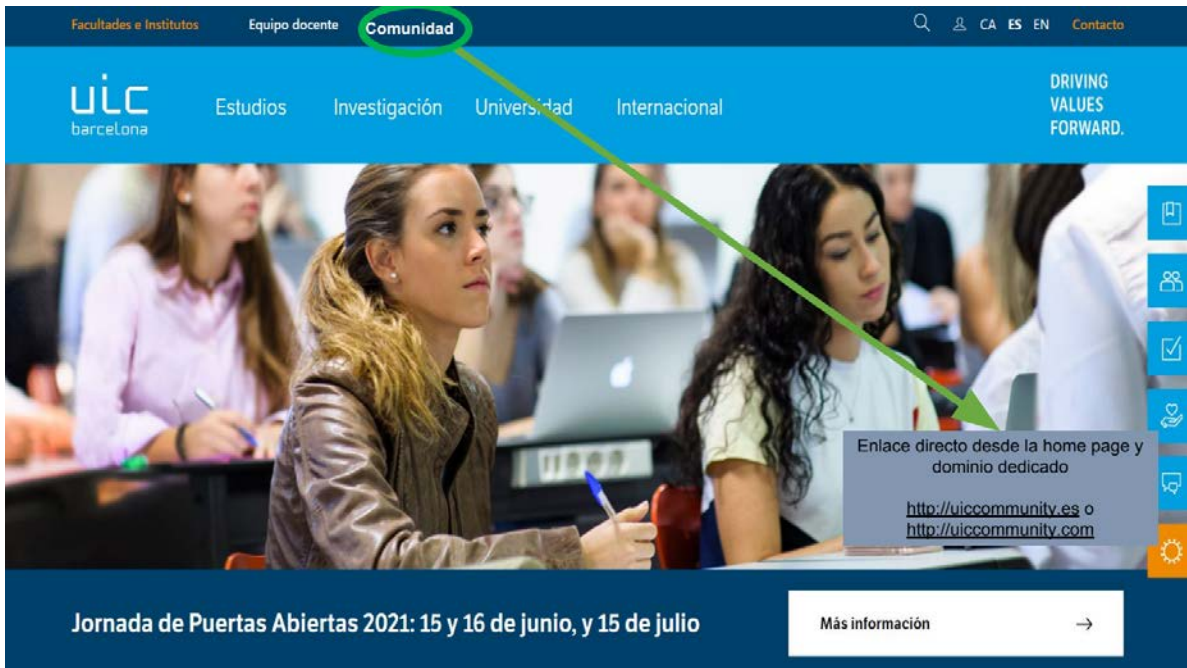 Facultades e Institutos Equipo docente Comunidad CA ES EN Contacto
uic
barcelona
Estudios Investigación Universidad Internacional
DRIVING
VALUES
FORWARD.
Enlace directo desde la home page y
dominio dedicado
http://uiccommunity.es o
http://uiccommunity.com
Jornada de Puertas Abiertas 2021: 15 y 16 de junio, y 15 de julio
Más información →